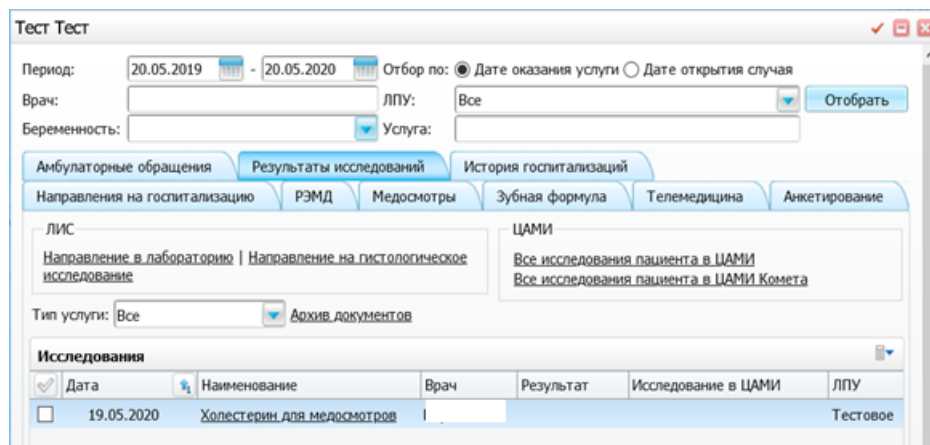 Тест Тест
Период: 20.05.2019 - 20.05.2020 Отбор по: Дате оказания услуги Дате открытия случая
Врач: ЛПУ: Все Отобрать
Беременность: Услуга:
Амбулаторные обращения Результаты исследований История госпитализаций
Направления на госпитализацию РЭМД Медосмотры Зубная формула Телемедицина Анкетирование
ЛИС ЦАМИ
Направление в лабораторию | Направление на гистологическое Все исследования пациента в ЦАМИ
исследование Все исследования пациента в ЦАМИ Комета
Тип услуги: Все Архив документов
Исследования
Дата Наименование Врач Результат Исследование в ЦАМИ ЛПУ
19.05.2020 Холестерин для медосмотров Тестовое